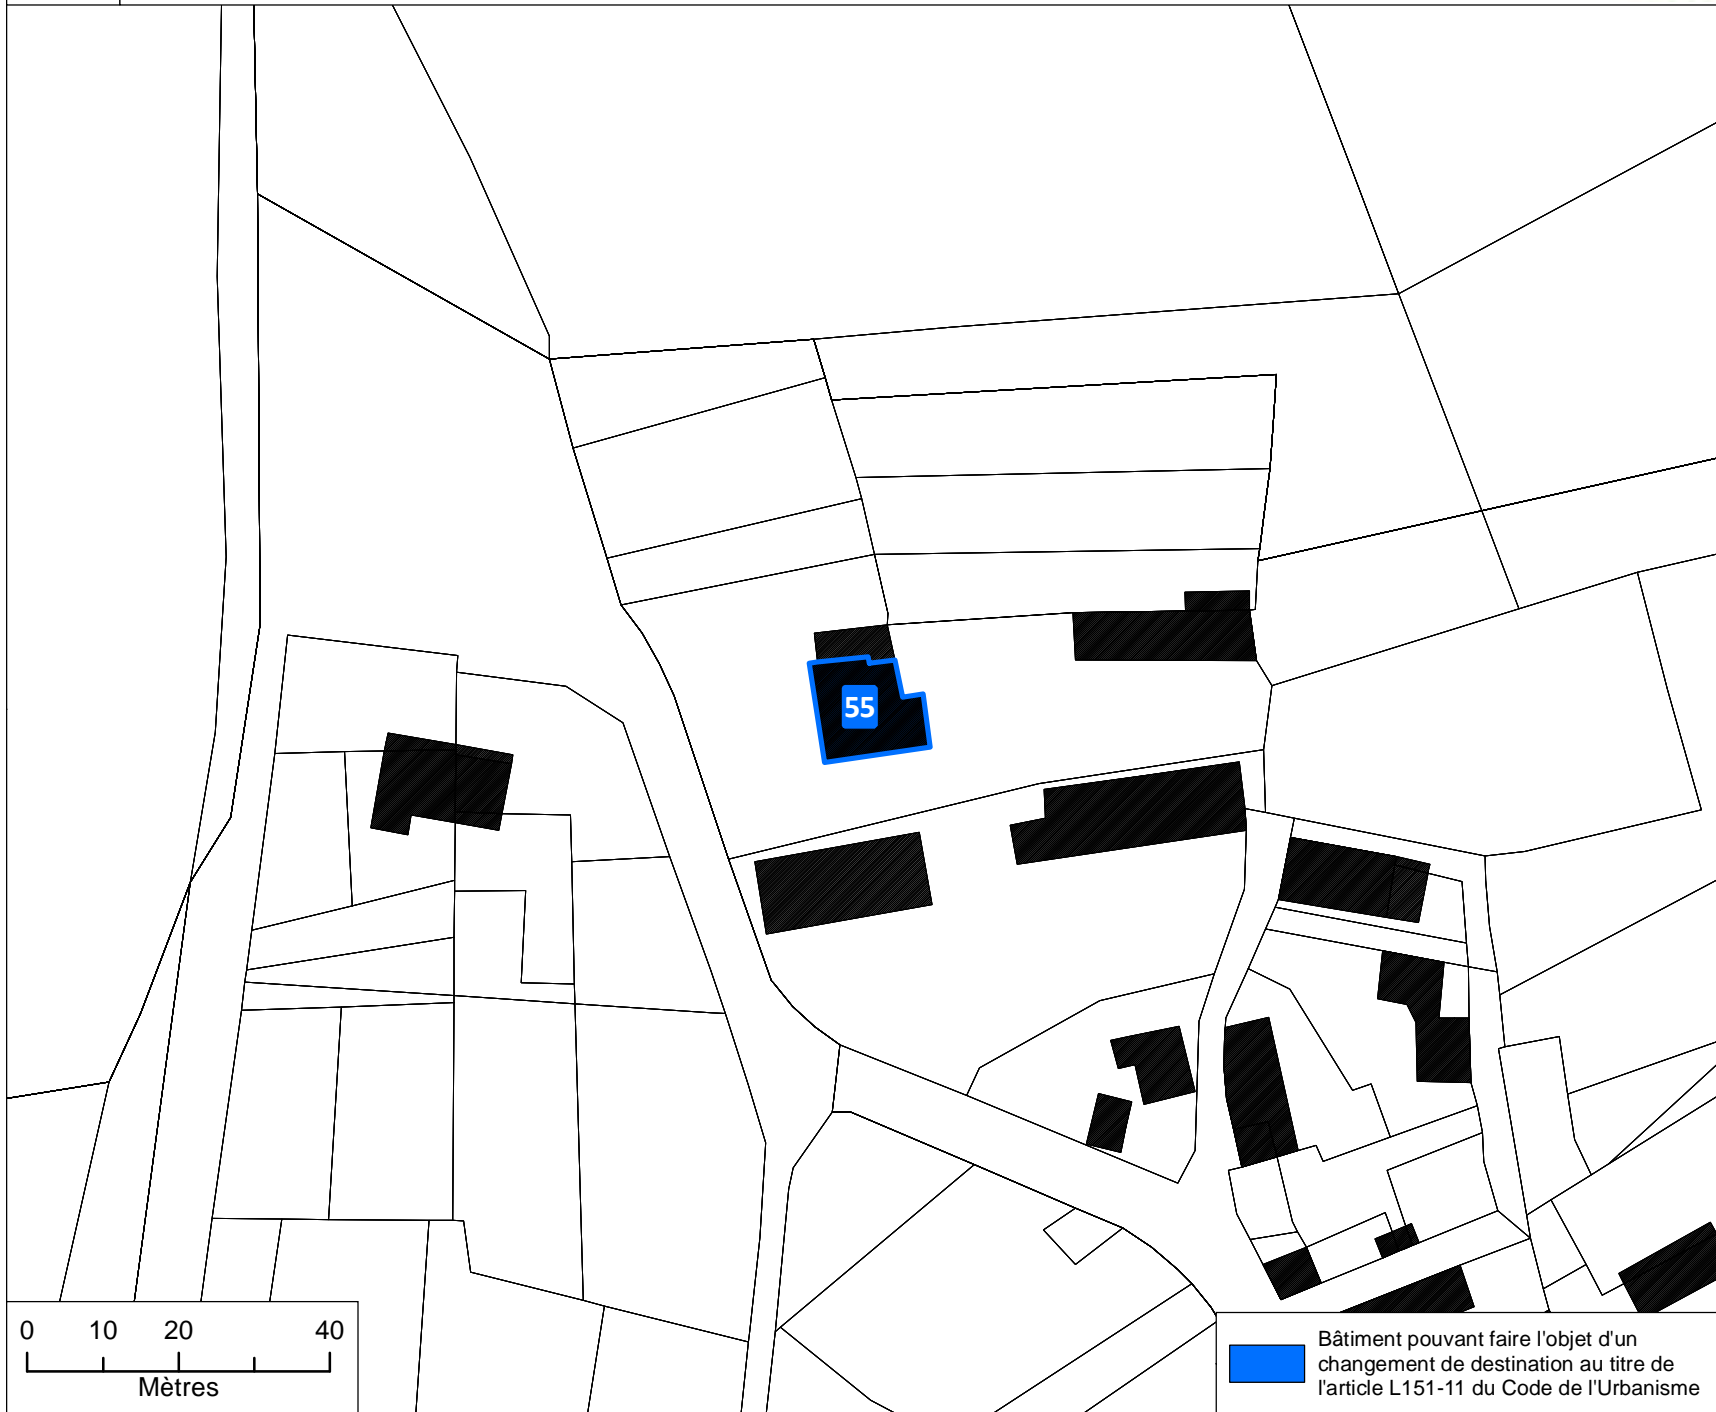 55
0 10 20 40
Mètres
Bâtiment pouvant faire l'objet d'un
changement de destination au titre de
l'article L151-11 du Code de l'Urbanisme